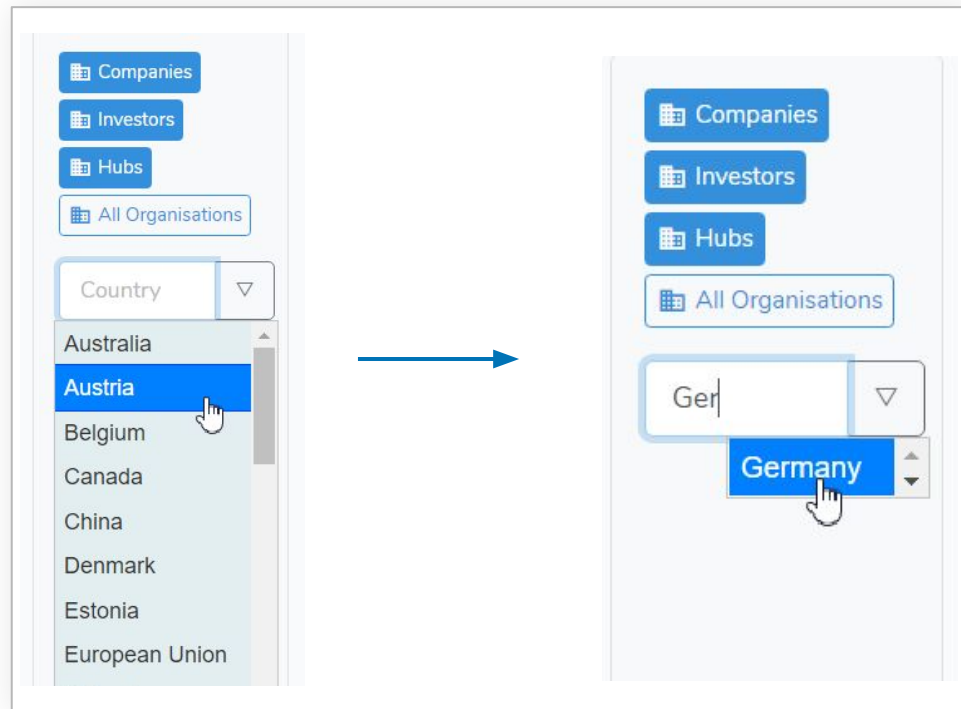 Companies
Investors
Hubs
All Organisations
Country
Australia
Austria
Belgium
Canada
China
Denmark
Estonia
European Union
Companies
Investors
Hubs
All Organisations
Ger
Germany